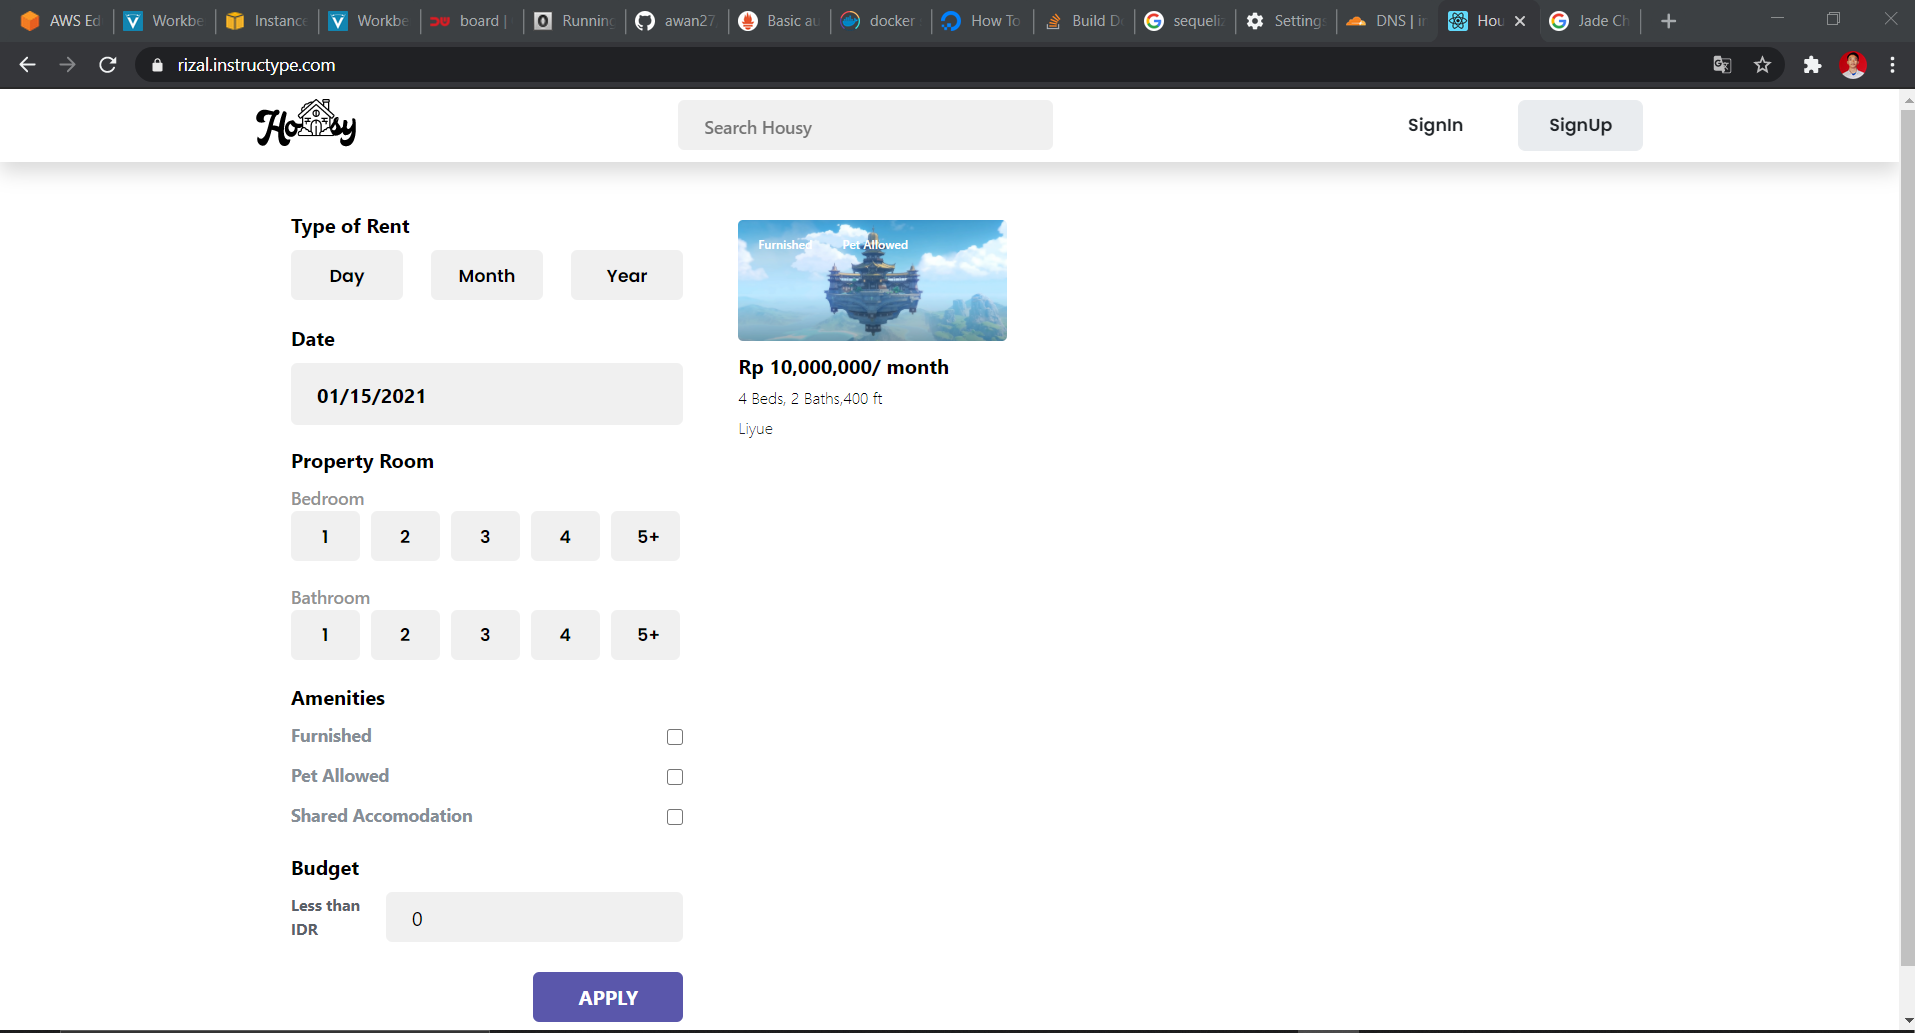 AWS Ed
Workbe
Instance
Workbe
board |
Running
awan27
Basic au
docker
How To
Build Do
sequeliz
Settings
DNS | in
Hou
Jade Ch
rizal.instructype.com
Housy
Search Housy
SignIn
SignUp
Type of Rent
Day
Month
Year
Date
01/15/2021
Property Room
Bedroom
1
2
3
4
5+
Bathroom
1
2
3
4
5+
Amenities
Furnished
Pet Allowed
Shared Accomodation
Budget
Less than
IDR
0
APPLY
Furnished
Pet Allowed
Rp 10,000,000/ month
4 Beds, 2 Baths,400 ft
Liyue